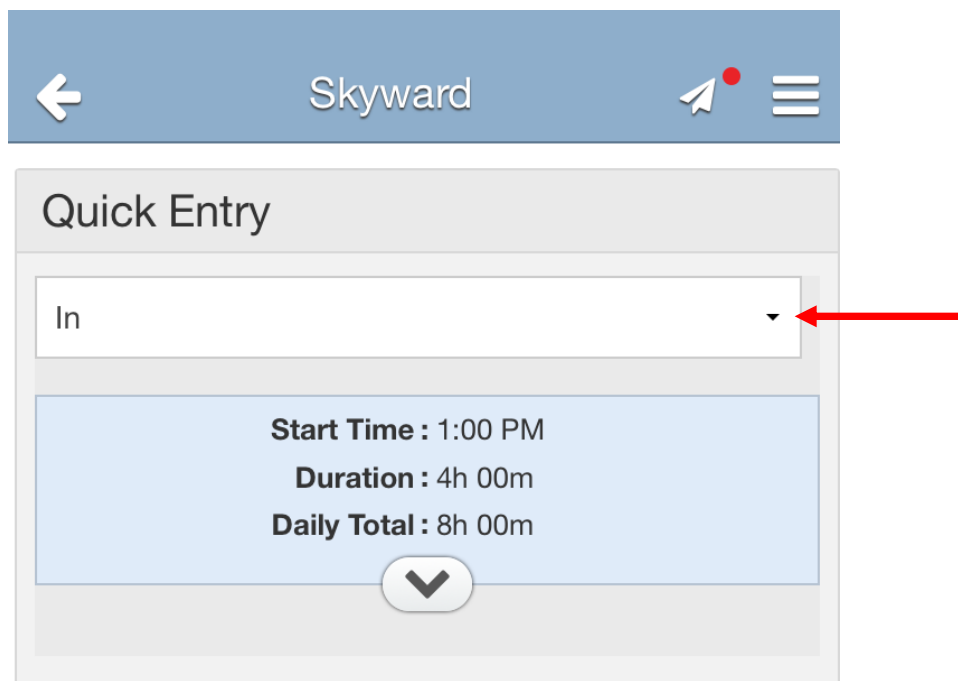 Skyward
Quick Entry
In
Start Time : 1:00 PM
Duration : 4h 00m
Daily Total : 8h 00m